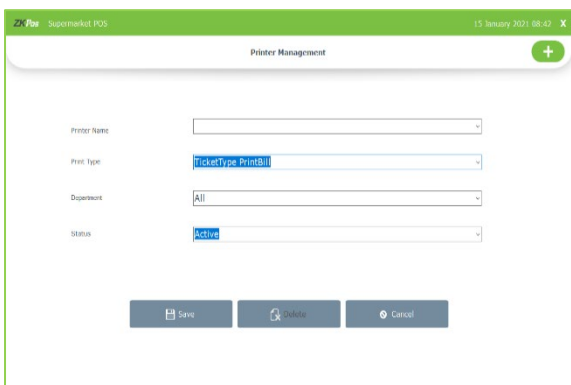 ZKPos Supermarket POS 15 January 2021 08:42 X
Printer Management
+
Printer Name
Print Type TicketType PrintBill
Department All
Status Active
Save Delete Cancel